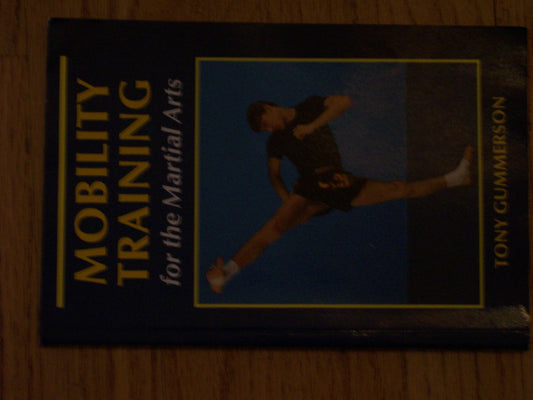 MOBILITY
TRAINING
for the Martial Arts
TONY GUMMERSON